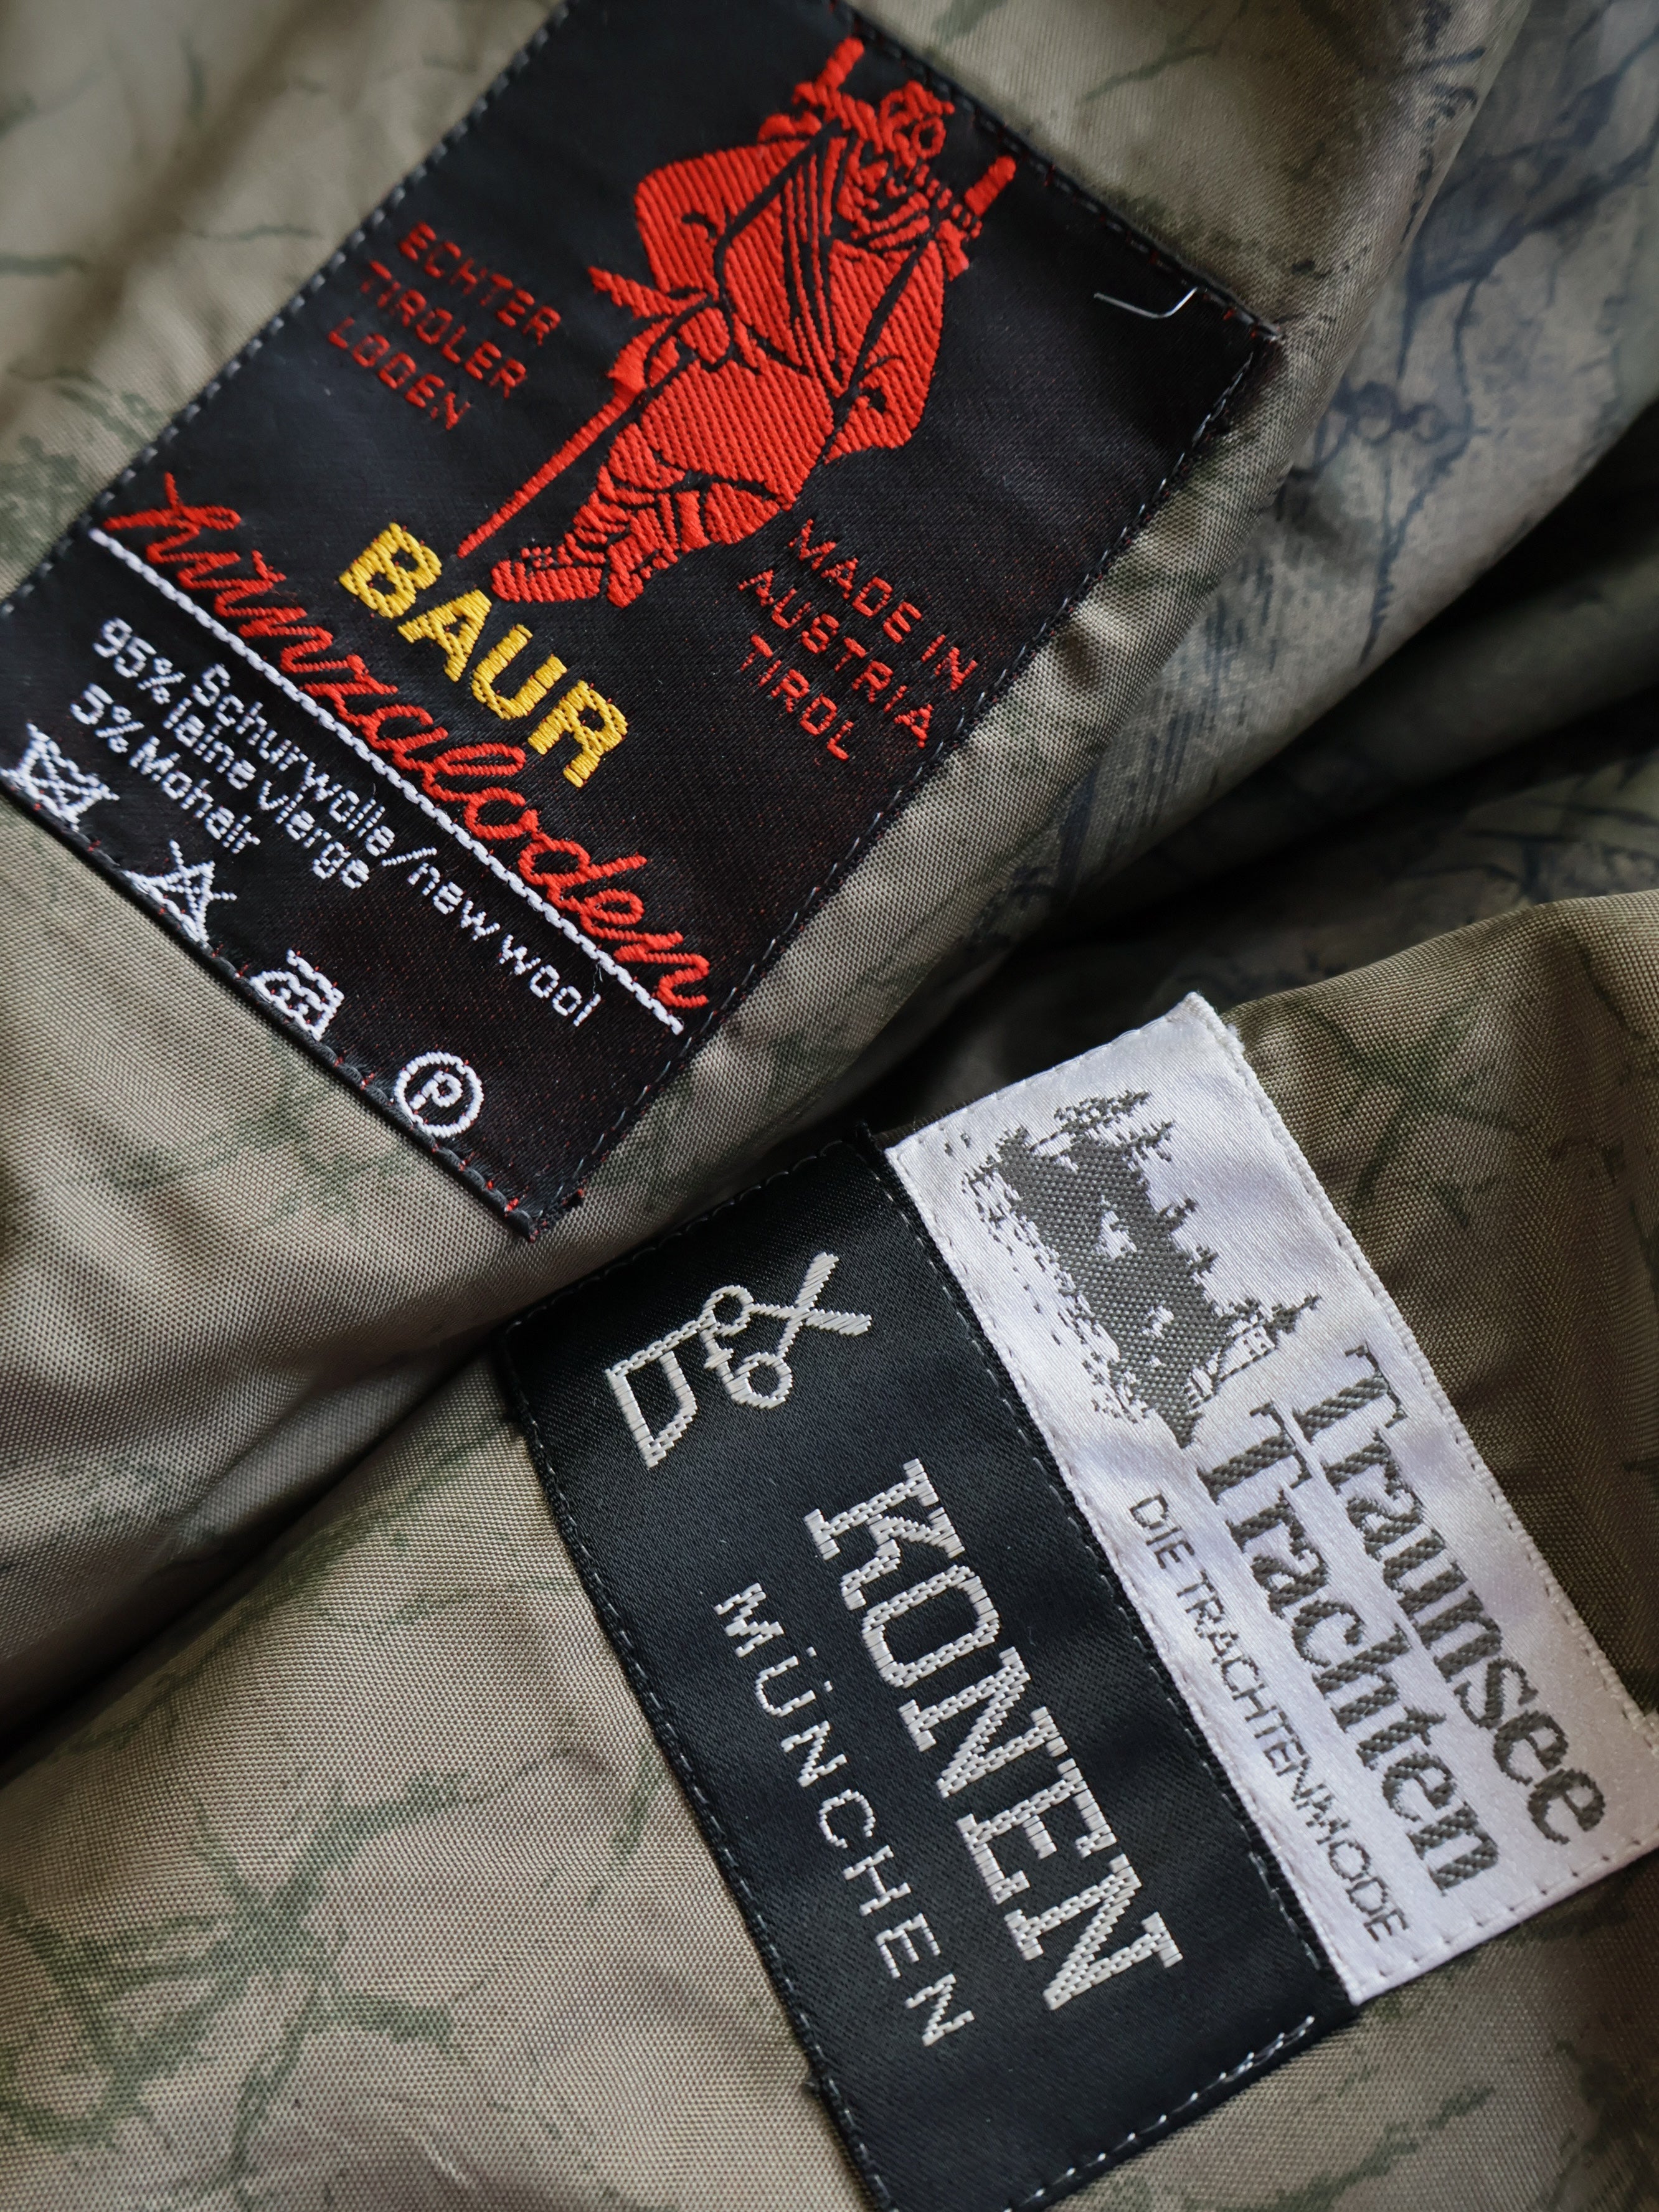 ECHTER
TIROLER
LODEN
MADE IN
AUSTRIA
TIROL
BAUR
hirnzaloden
Schurwolle/new wool
95% laine vierge
5% Mohair
P
Traunsee
Trachten
DIE TRACHTENMODE
KONEN
MÜNCHEN